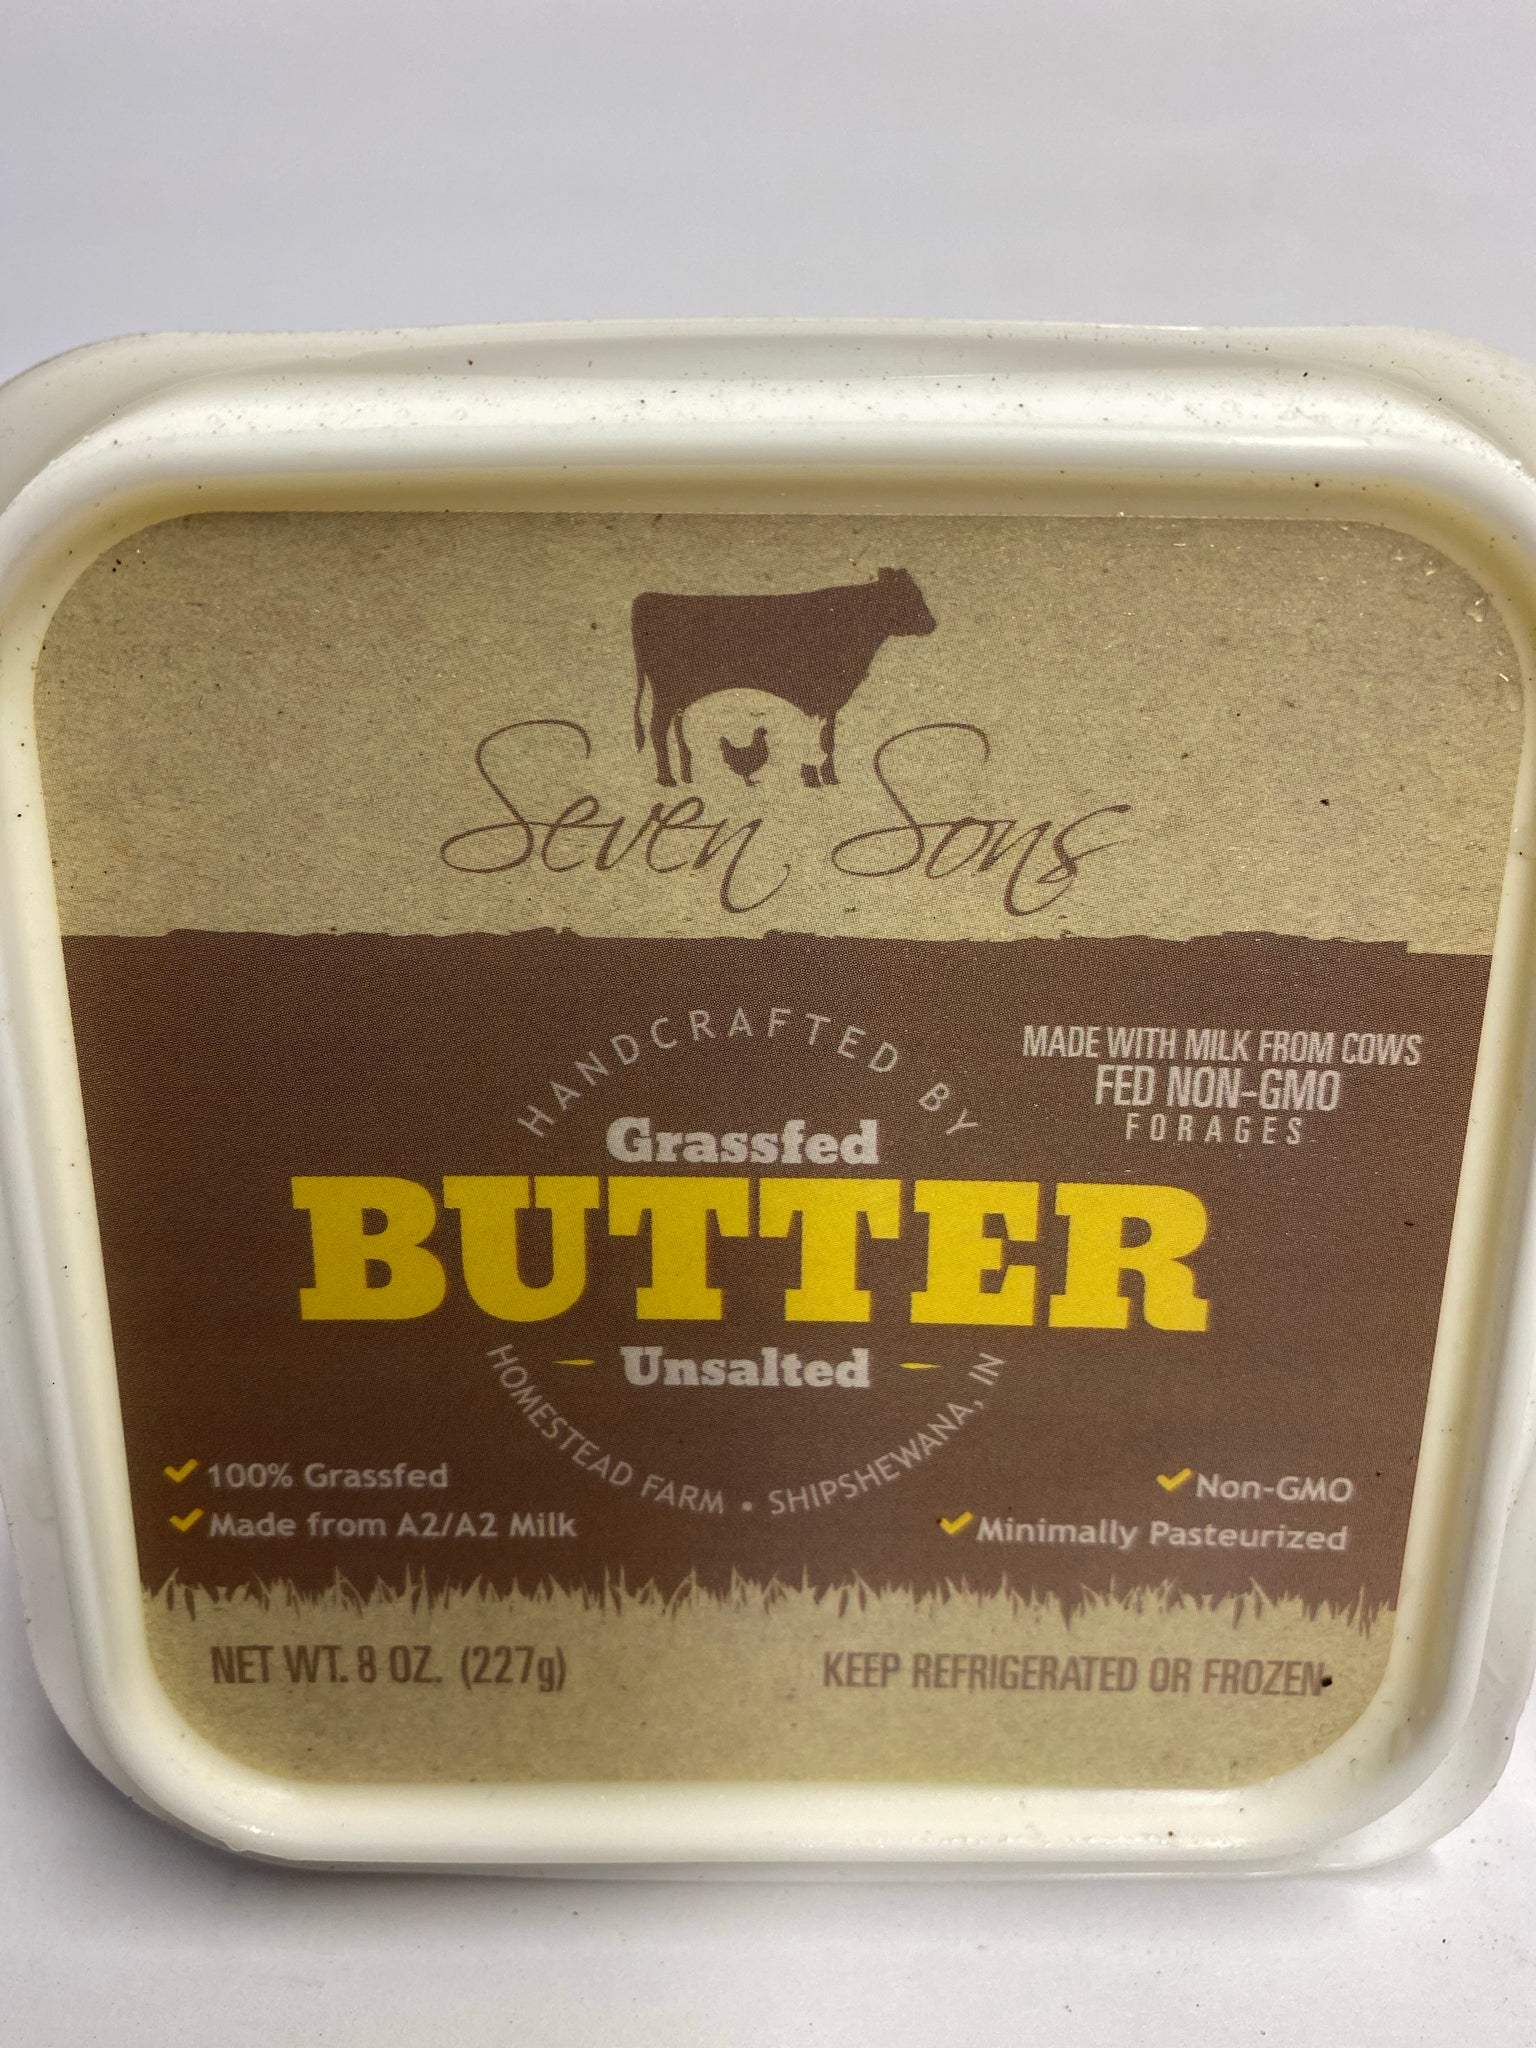 Seven Sons
HANDCRAFTED BY
MADE WITH MILK FROM COWS
FED NON-GMO
FORAGES
Grassfed
BUTTER
Unsalted
HOMESTEAD FARM • SHIPSHEWANA, IN
100% Grassfed
Made from A2/A2 Milk
Non-GMO
Minimally Pasteurized
NET WT. 8 OZ. (227g)
KEEP REFRIGERATED OR FROZEN